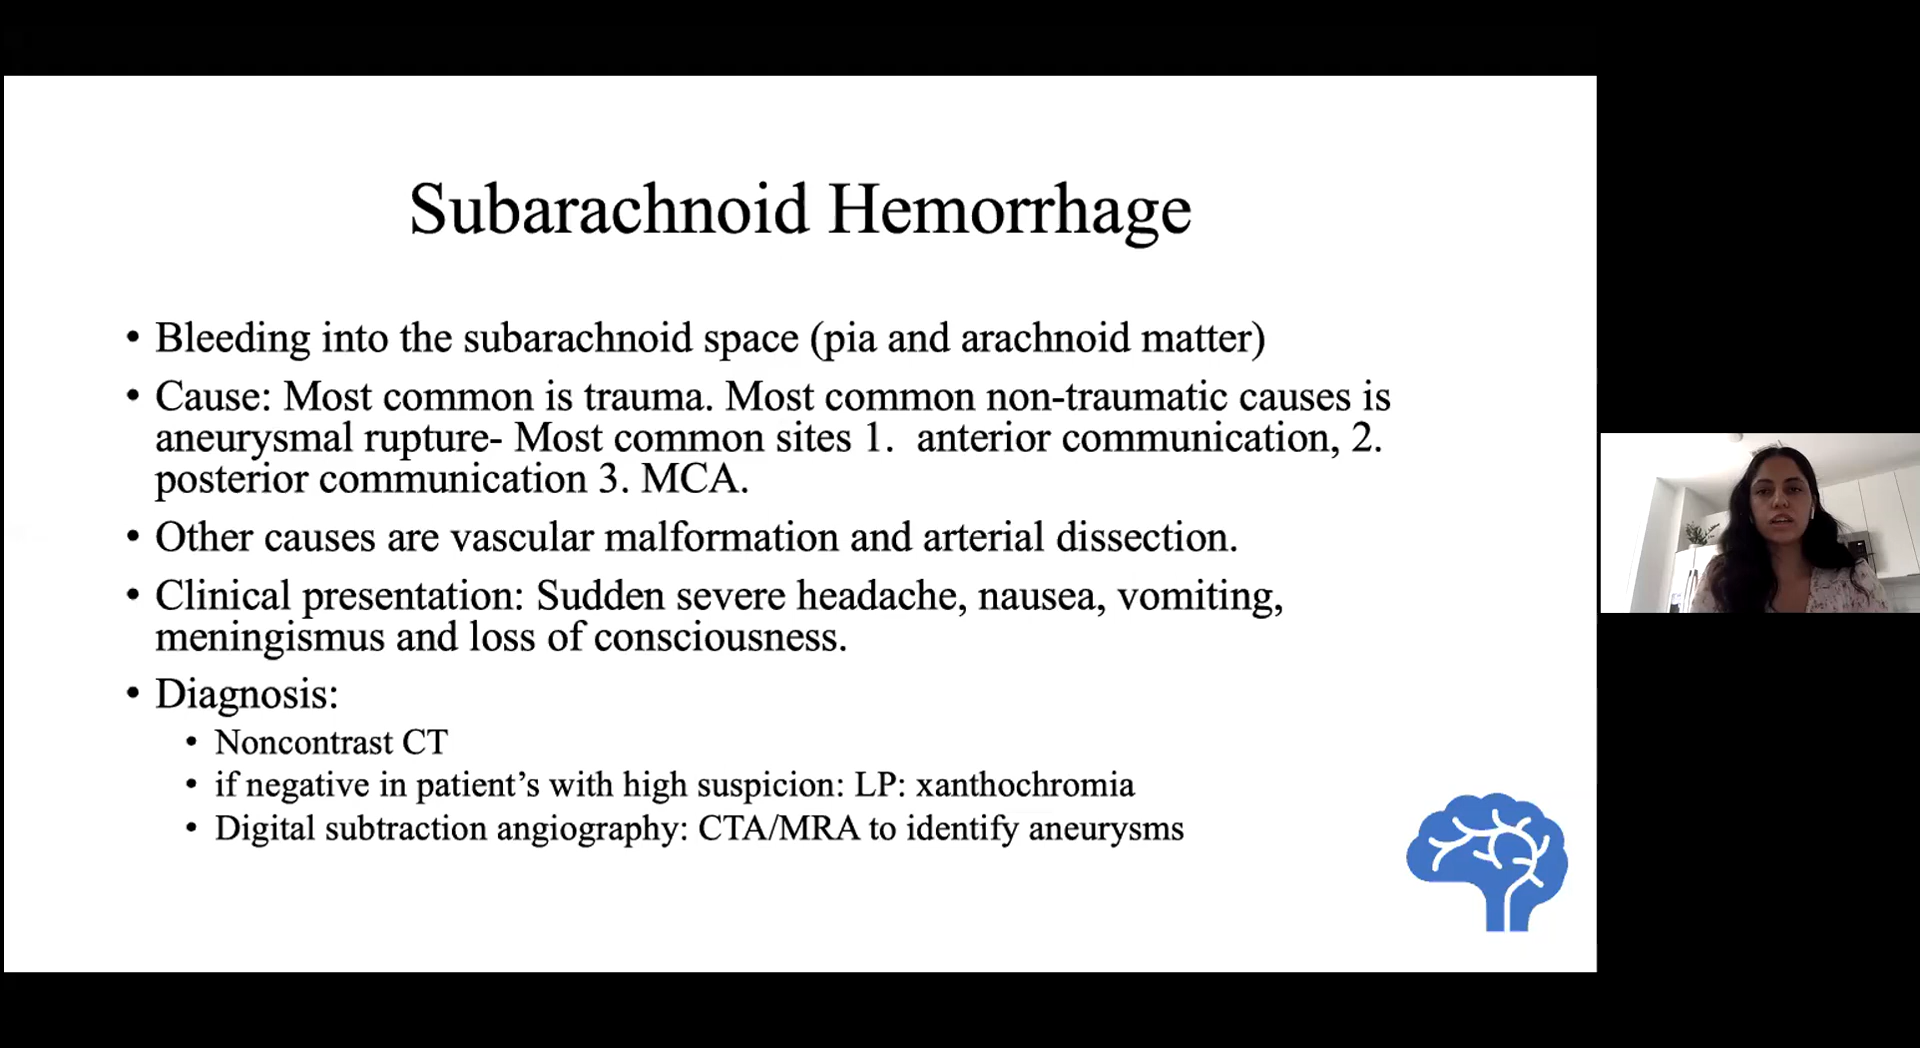 Subarachnoid Hemorrhage
• Bleeding into the subarachnoid space (pia and arachnoid matter)
• Cause: Most common is trauma. Most common non-traumatic causes is
aneurysmal rupture- Most common sites 1.  anterior communication, 2.
posterior communication 3. MCA.
• Other causes are vascular malformation and arterial dissection.
• Clinical presentation: Sudden severe headache, nausea, vomiting,
meningismus and loss of consciousness.
• Diagnosis:
• Noncontrast CT
• if negative in patient’s with high suspicion: LP: xanthochromia
• Digital subtraction angiography: CTA/MRA to identify aneurysms